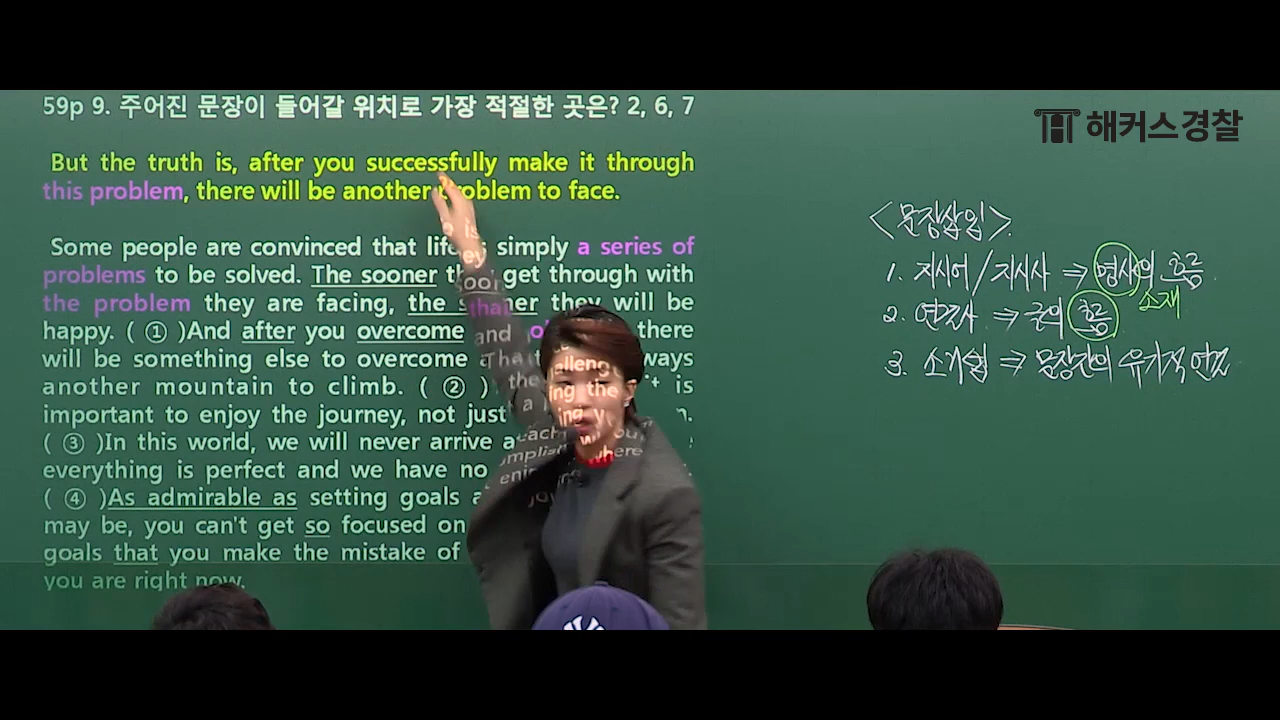 59p 9. 주어진 문장이 들어갈 위치로 가장 적절한 곳은? 2, 6, 7
But the truth is, after you successfully make it through
this problem, there will be another problem to face.
Some people are convinced that life is simply a series of
problems to be solved. The sooner they get through with
the problem they are facing, the sooner they will be
happy. ( ① )And after you overcome there
will be something else to overcome
another mountain to climb. ( ② ) it is
important to enjoy the journey, not just
( ③ )In this world, we will never arrive
everything is perfect and we have no
( ④ )As admirable as setting goals
may be, you can't get so focused on
goals that you make the mistake of
you are right now.
해커스경찰
<문장삽입>.
1. 지시어/지시사 ⇒ 명사의 흐름.
소재
2. 연결사 ⇒ 글의 흐름
3. 소거법 ⇒ 문장간의 유기적 연결